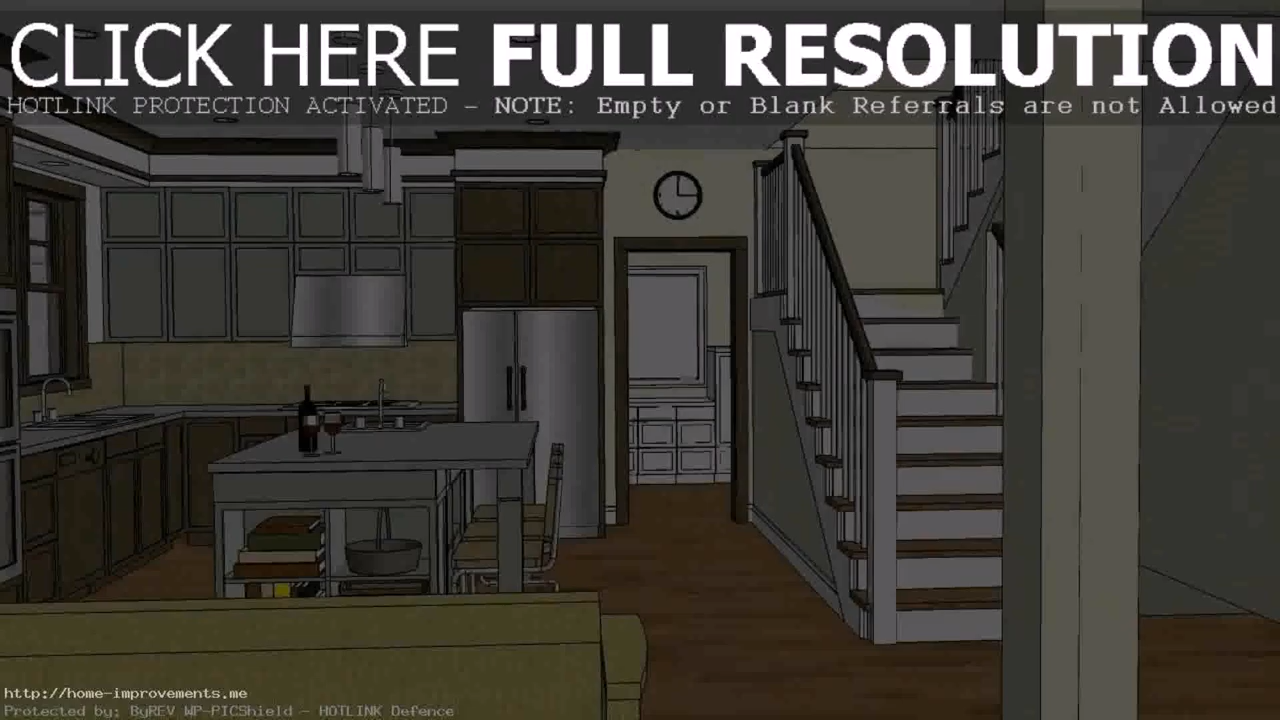 CLICK HERE FULL RESOLUTION
HOTLINK PROTECTION ACTIVATED - NOTE: Empty or Blank Referrals are not Allowed
http://home-improvements.me
Protected by: ByREV WP-PICShield - HOTLINK Defence